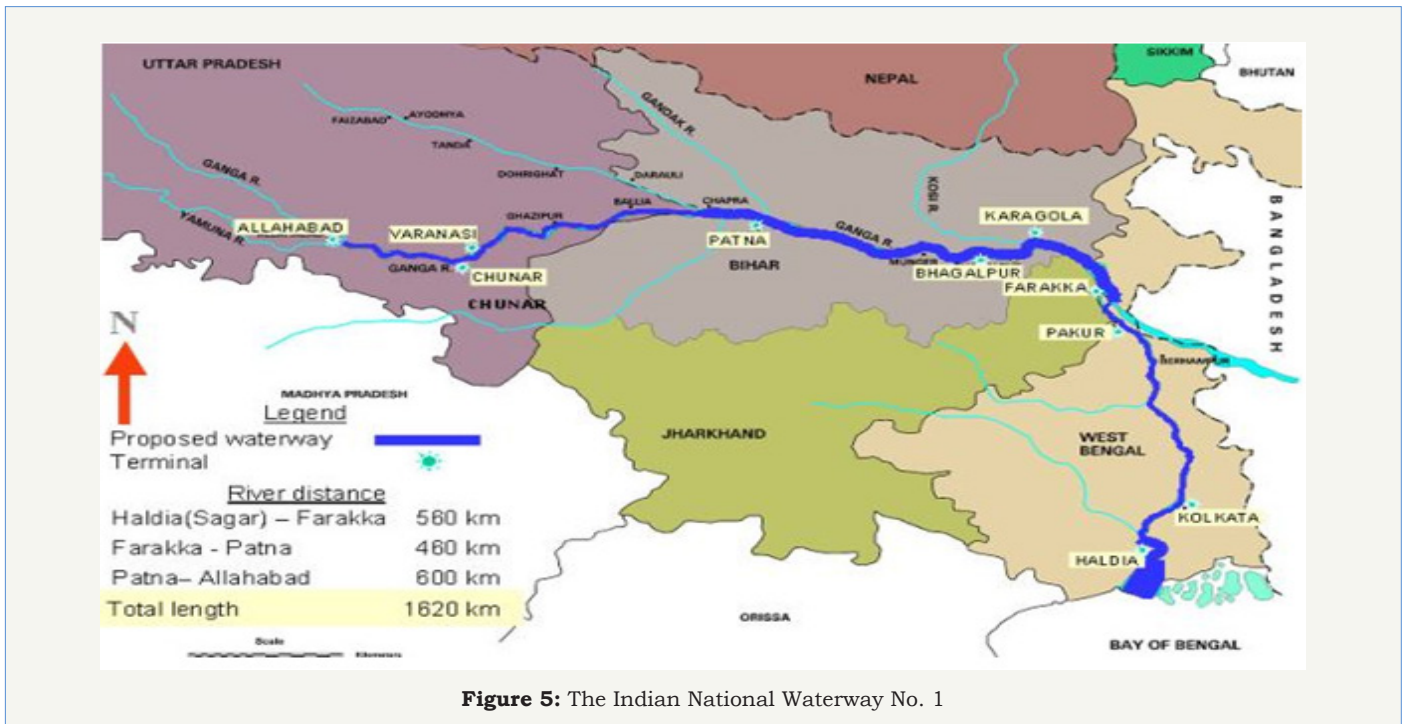 UTTAR PRADESH
NEPAL
SIKKIM
BHUTAN
GANDAK R.
FAIZABAD
AYODHYA
TANDA
DOHRIGHAT
DARAULI
GANGA R.
YAMUNA R.
ALLAHABAD
VARANASI
GHAZIPUR
BALLIA
CHAPRA
KOSI R.
KARAGOLA
GANGA R.
CHUNAR
CHUNAR
PATNA
BIHAR
GANGA R.
MUNGER
BHAGALPUR
FARAKKA
PAKUR
BERHAMPUR
BANGLADESH
N
MADHYA PRADESH
Legend
Proposed waterway
Terminal
River distance
Haldia(Sagar) – Farakka 560 km
Farakka - Patna 460 km
Patna– Allahabad 600 km
Total length 1620 km
Scale
JHARKHAND
WEST
BENGAL
KOLKATA
HALDIA
ORISSA
BAY OF BENGAL
Figure 5: The Indian National Waterway No. 1